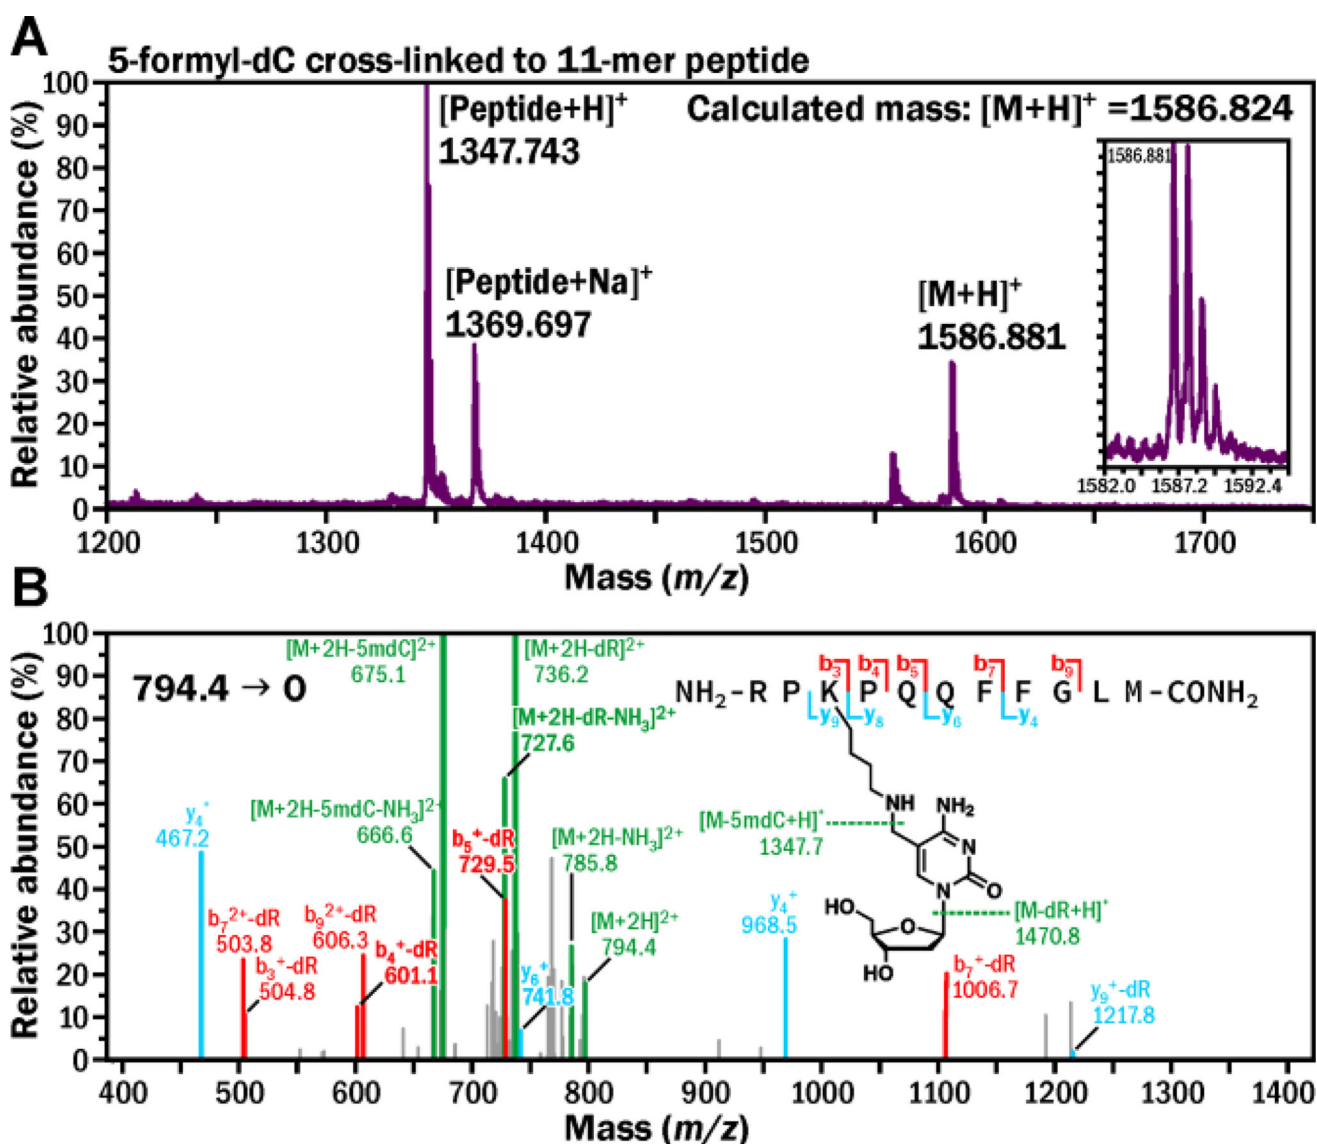 A
5-formyl-dC cross-linked to 11-mer peptide
Relative abundance (%)
100
90
80
70
60
50
40
30
20
10
0
[Peptide+H]⁺
1347.743
Calculated mass: [M+H]⁺ =1586.824
[Peptide+Na]⁺
1369.697
[M+H]⁺
1586.881
1586.881
1582.0 1587.2 1592.4
1200 1300 1400 1500 1600 1700
Mass (m/z)
B
Relative abundance (%)
100
90
80
70
60
50
40
30
20
10
0
794.4 → 0
[M+2H-5mdC]²⁺
675.1
[M+2H-dR]²⁺
736.2
[M+2H-dR-NH₃]²⁺
727.6
[M+2H-5mdC-NH₃]²⁺
666.6
y₄⁺
467.2
b₅⁺-dR
729.5
[M+2H-NH₃]²⁺
785.8
b₇²⁺-dR
503.8
b₃⁺-dR
504.8
b₉²⁺-dR
606.3
b₄⁺-dR
601.1
[M+2H]²⁺
794.4
y₆⁺
741.8
y₄⁺
968.5
b₇⁺-dR
1006.7
y₉⁺-dR
1217.8
b₃ b₄ b₅ b₇ b₉
NH₂-R P K P Q Q F F G L M-CONH₂
y₉ y₈ y₆ y₄
NH NH₂
[M-5mdC+H]⁺
1347.7
N
N O
HO
O
HO
[M-dR+H]⁺
1470.8
400 500 600 700 800 900 1000 1100 1200 1300 1400
Mass (m/z)